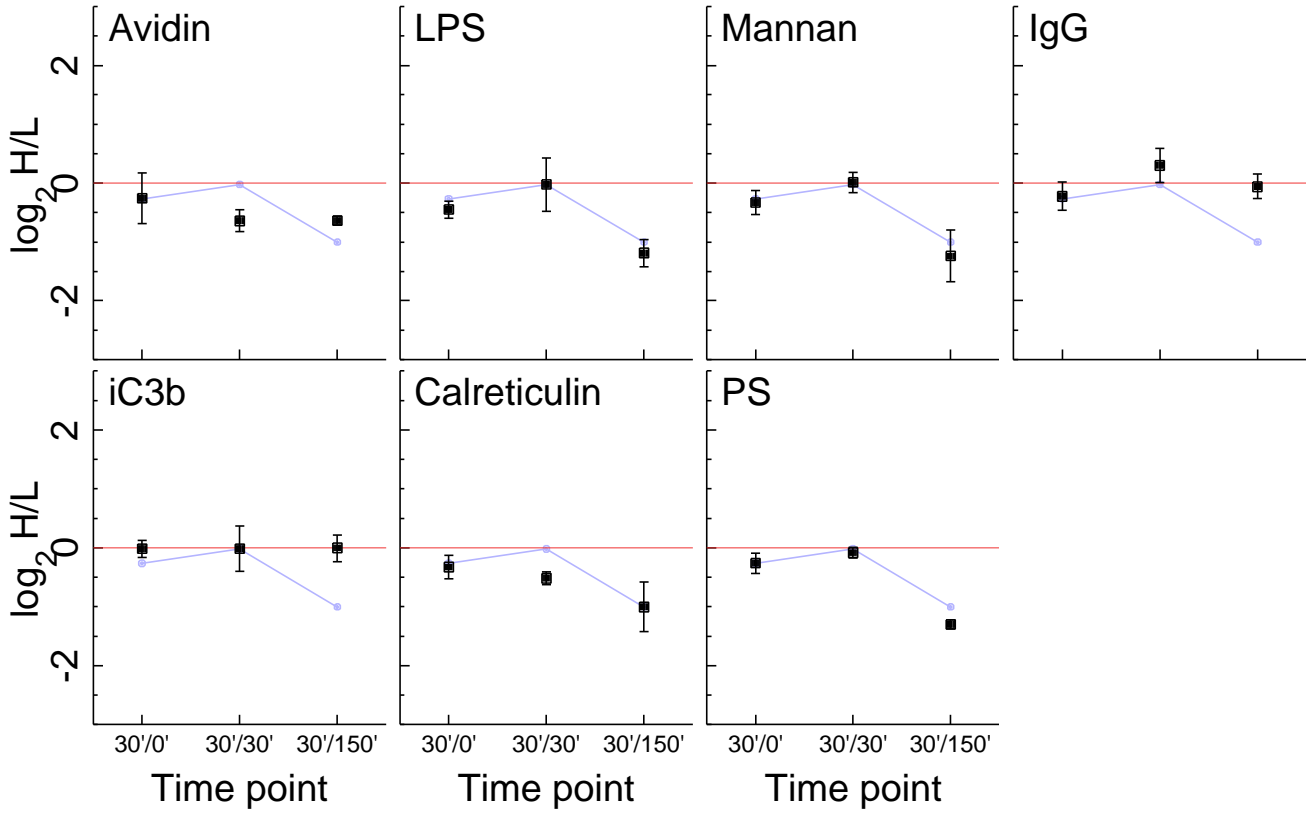 Avidin
LPS
Mannan
IgG
log2 H/L
2
0
-2
iC3b
Calreticulin
PS
log2 H/L
2
0
-2
30'/0' 30'/30' 30'/150'
30'/0' 30'/30' 30'/150'
30'/0' 30'/30' 30'/150'
Time point
Time point
Time point